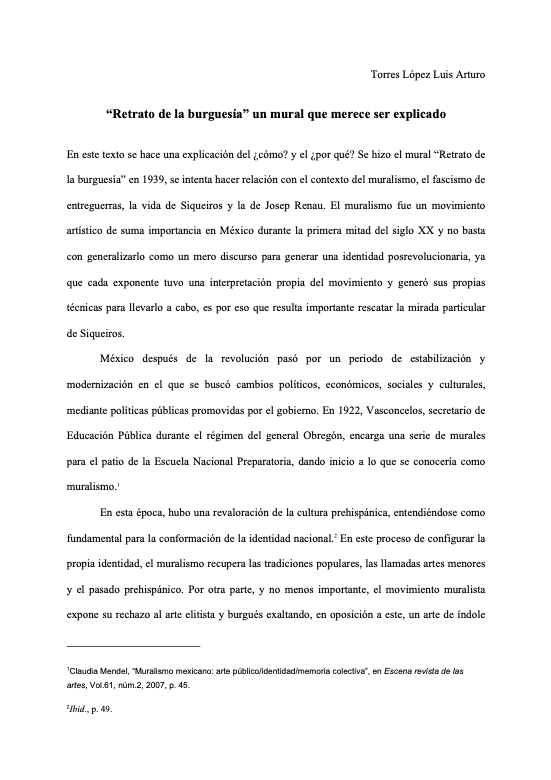 Torres López Luis Arturo
“Retrato de la burguesía” un mural que merece ser explicado
En este texto se hace una explicación del ¿cómo? y el ¿por qué? Se hizo el mural “Retrato de
la burguesía” en 1939, se intenta hacer relación con el contexto del muralismo, el fascismo de
entreguerras, la vida de Siqueiros y la de Josep Renau. El muralismo fue un movimiento
artístico de suma importancia en México durante la primera mitad del siglo XX y no basta
con generalizarlo como un mero discurso para generar una identidad posrevolucionaria, ya
que cada exponente tuvo una interpretación propia del movimiento y generó sus propias
técnicas para llevarlo a cabo, es por eso que resulta importante rescatar la mirada particular
de Siqueiros.
México después de la revolución pasó por un periodo de estabilización y
modernización en el que se buscó cambios políticos, económicos, sociales y culturales,
mediante políticas públicas promovidas por el gobierno. En 1922, Vasconcelos, secretario de
Educación Pública durante el régimen del general Obregón, encarga una serie de murales
para el patio de la Escuela Nacional Preparatoria, dando inicio a lo que se conocería como
muralismo.¹
En esta época, hubo una revaloración de la cultura prehispánica, entendiéndose como
fundamental para la conformación de la identidad nacional.² En este proceso de configurar la
propia identidad, el muralismo recupera las tradiciones populares, las llamadas artes menores
y el pasado prehispánico. Por otra parte, y no menos importante, el movimiento muralista
expone su rechazo al arte elitista y burgués exaltando, en oposición a este, un arte de índole
¹Claudia Mendel, “Muralismo mexicano: arte público/identidad/memoria colectiva”, en Escena revista de las
artes, Vol.61, núm.2, 2007, p. 45.
²Ibid., p. 49.